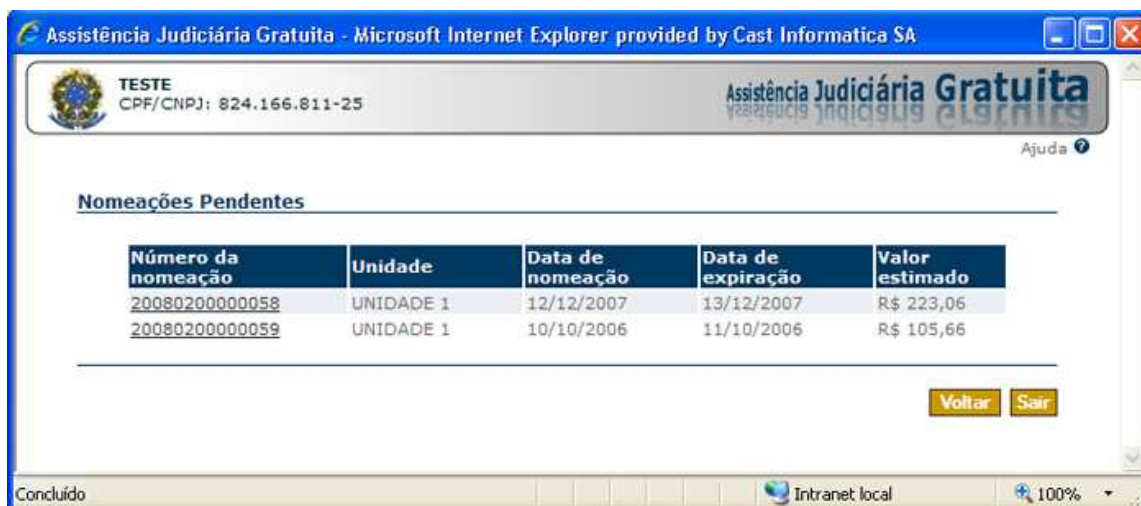 Assistência Judiciária Gratuita - Microsoft Internet Explorer provided by Cast Informatica SA
TESTE
CPF/CNPJ: 824.166.811-25
Assistência Judiciária Gratuita
Ajuda
Nomeações Pendentes
Número da nomeação Unidade Data de nomeação Data de expiração Valor estimado
20080200000058 UNIDADE 1 12/12/2007 13/12/2007 R$ 223,06
20080200000059 UNIDADE 1 10/10/2006 11/10/2006 R$ 105,66
Voltar Sair
Concluído Intranet local 100%